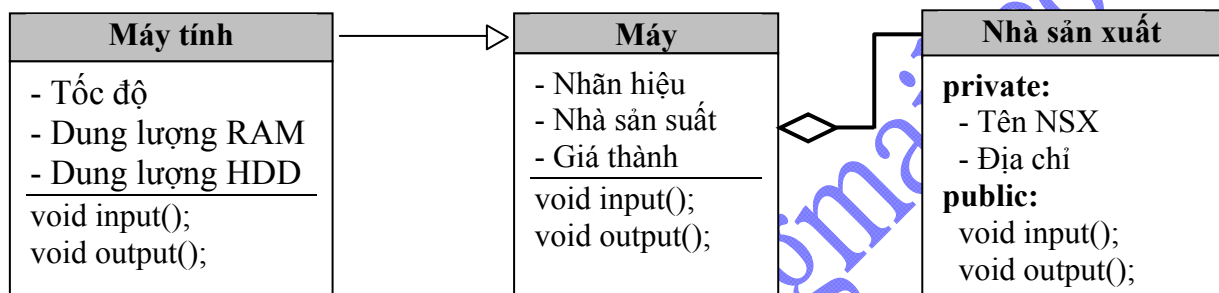 Máy tính
- Tốc độ
- Dung lượng RAM
- Dung lượng HDD
void input();
void output();
Máy
- Nhãn hiệu
- Nhà sản suất
- Giá thành
void input();
void output();
Nhà sản xuất
private:
- Tên NSX
- Địa chỉ
public:
void input();
void output();